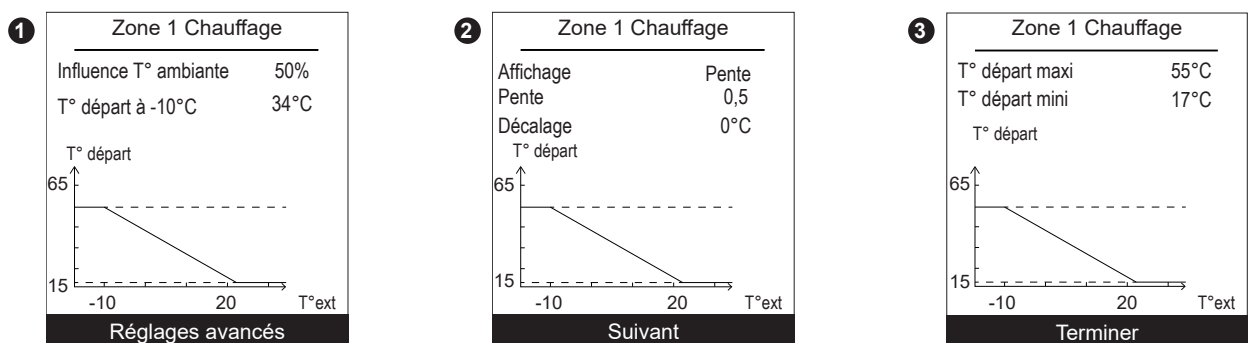 1
Zone 1 Chauffage
Influence T° ambiante 50%
T° départ à -10°C 34°C
T° départ
65
15
-10 20 T°ext
Réglages avancés
2
Zone 1 Chauffage
Affichage Pente
Pente 0,5
Décalage 0°C
T° départ
65
15
-10 20 T°ext
Suivant
3
Zone 1 Chauffage
T° départ maxi 55°C
T° départ mini 17°C
T° départ
65
15
-10 20 T°ext
Terminer